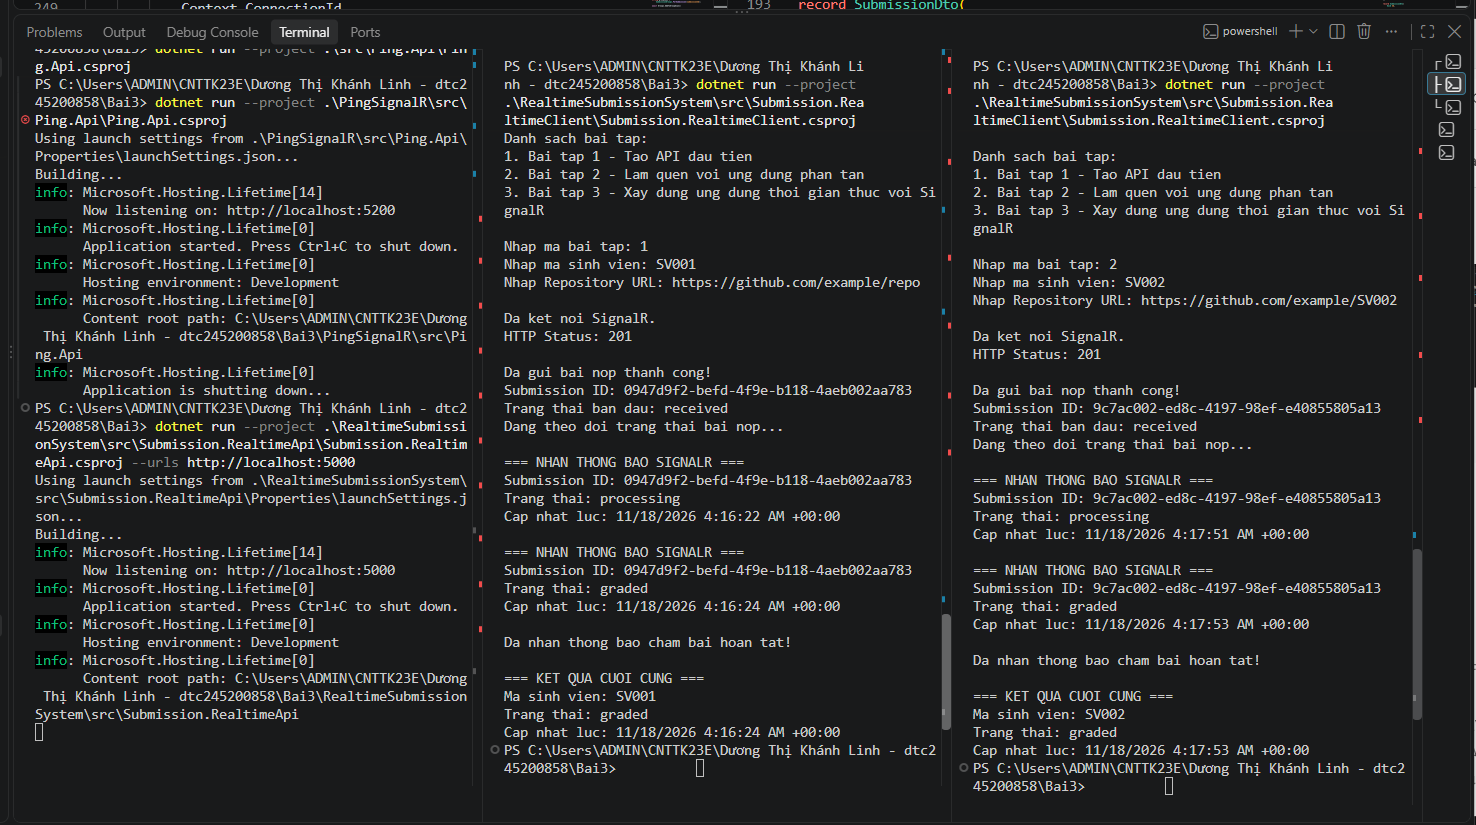 249
Context.ConnectionId
193 record SubmissionDto(
Problems Output Debug Console Terminal Ports
powershell
45200858\Bai3> dotnet run --project .\src\Ping.Api\Pin
g.Api.csproj
PS C:\Users\ADMIN\CNTTK23E\Dương Thị Khánh Linh - dtc2
45200858\Bai3> dotnet run --project .\PingSignalR\src\
Ping.Api\Ping.Api.csproj
Using launch settings from .\PingSignalR\src\Ping.Api\
Properties\launchSettings.json...
Building...
info: Microsoft.Hosting.Lifetime[14]
Now listening on: http://localhost:5200
info: Microsoft.Hosting.Lifetime[0]
Application started. Press Ctrl+C to shut down.
info: Microsoft.Hosting.Lifetime[0]
Hosting environment: Development
info: Microsoft.Hosting.Lifetime[0]
Content root path: C:\Users\ADMIN\CNTTK23E\Dương
Thị Khánh Linh - dtc245200858\Bai3\PingSignalR\src\Pi
ng.Api
info: Microsoft.Hosting.Lifetime[0]
Application is shutting down...
PS C:\Users\ADMIN\CNTTK23E\Dương Thị Khánh Linh - dtc2
45200858\Bai3> dotnet run --project .\RealtimeSubmissi
onSystem\src\Submission.RealtimeApi\Submission.Realtim
eApi.csproj --urls http://localhost:5000
Using launch settings from .\RealtimeSubmissionSystem\
src\Submission.RealtimeApi\Properties\launchSettings.j
son...
Building...
info: Microsoft.Hosting.Lifetime[14]
Now listening on: http://localhost:5000
info: Microsoft.Hosting.Lifetime[0]
Application started. Press Ctrl+C to shut down.
info: Microsoft.Hosting.Lifetime[0]
Hosting environment: Development
info: Microsoft.Hosting.Lifetime[0]
Content root path: C:\Users\ADMIN\CNTTK23E\Dương
Thị Khánh Linh - dtc245200858\Bai3\RealtimeSubmission
System\src\Submission.RealtimeApi
PS C:\Users\ADMIN\CNTTK23E\Dương Thị Khánh Li
nh - dtc245200858\Bai3> dotnet run --project
.\RealtimeSubmissionSystem\src\Submission.Rea
ltimeClient\Submission.RealtimeClient.csproj
Danh sach bai tap:
1. Bai tap 1 - Tao API dau tien
2. Bai tap 2 - Lam quen voi ung dung phan tan
3. Bai tap 3 - Xay dung ung dung thoi gian thuc voi Si
gnalR
Nhap ma bai tap: 1
Nhap ma sinh vien: SV001
Nhap Repository URL: https://github.com/example/repo
Da ket noi SignalR.
HTTP Status: 201
Da gui bai nop thanh cong!
Submission ID: 0947d9f2-befd-4f9e-b118-4aeb002aa783
Trang thai ban dau: received
Dang theo doi trang thai bai nop...
=== NHAN THONG BAO SIGNALR ===
Submission ID: 0947d9f2-befd-4f9e-b118-4aeb002aa783
Trang thai: processing
Cap nhat luc: 11/18/2026 4:16:22 AM +00:00
=== NHAN THONG BAO SIGNALR ===
Submission ID: 0947d9f2-befd-4f9e-b118-4aeb002aa783
Trang thai: graded
Cap nhat luc: 11/18/2026 4:16:24 AM +00:00
Da nhan thong bao cham bai hoan tat!
=== KET QUA CUOI CUNG ===
Ma sinh vien: SV001
Trang thai: graded
Cap nhat luc: 11/18/2026 4:16:24 AM +00:00
PS C:\Users\ADMIN\CNTTK23E\Dương Thị Khánh Linh - dtc2
45200858\Bai3>
PS C:\Users\ADMIN\CNTTK23E\Dương Thị Khánh Li
nh - dtc245200858\Bai3> dotnet run --project
.\RealtimeSubmissionSystem\src\Submission.Rea
ltimeClient\Submission.RealtimeClient.csproj
Danh sach bai tap:
1. Bai tap 1 - Tao API dau tien
2. Bai tap 2 - Lam quen voi ung dung phan tan
3. Bai tap 3 - Xay dung ung dung thoi gian thuc voi Si
gnalR
Nhap ma bai tap: 2
Nhap ma sinh vien: SV002
Nhap Repository URL: https://github.com/example/SV002
Da ket noi SignalR.
HTTP Status: 201
Da gui bai nop thanh cong!
Submission ID: 9c7ac002-ed8c-4197-98ef-e40855805a13
Trang thai ban dau: received
Dang theo doi trang thai bai nop...
=== NHAN THONG BAO SIGNALR ===
Submission ID: 9c7ac002-ed8c-4197-98ef-e40855805a13
Trang thai: processing
Cap nhat luc: 11/18/2026 4:17:51 AM +00:00
=== NHAN THONG BAO SIGNALR ===
Submission ID: 9c7ac002-ed8c-4197-98ef-e40855805a13
Trang thai: graded
Cap nhat luc: 11/18/2026 4:17:53 AM +00:00
Da nhan thong bao cham bai hoan tat!
=== KET QUA CUOI CUNG ===
Ma sinh vien: SV002
Trang thai: graded
Cap nhat luc: 11/18/2026 4:17:53 AM +00:00
PS C:\Users\ADMIN\CNTTK23E\Dương Thị Khánh Linh - dtc2
45200858\Bai3>